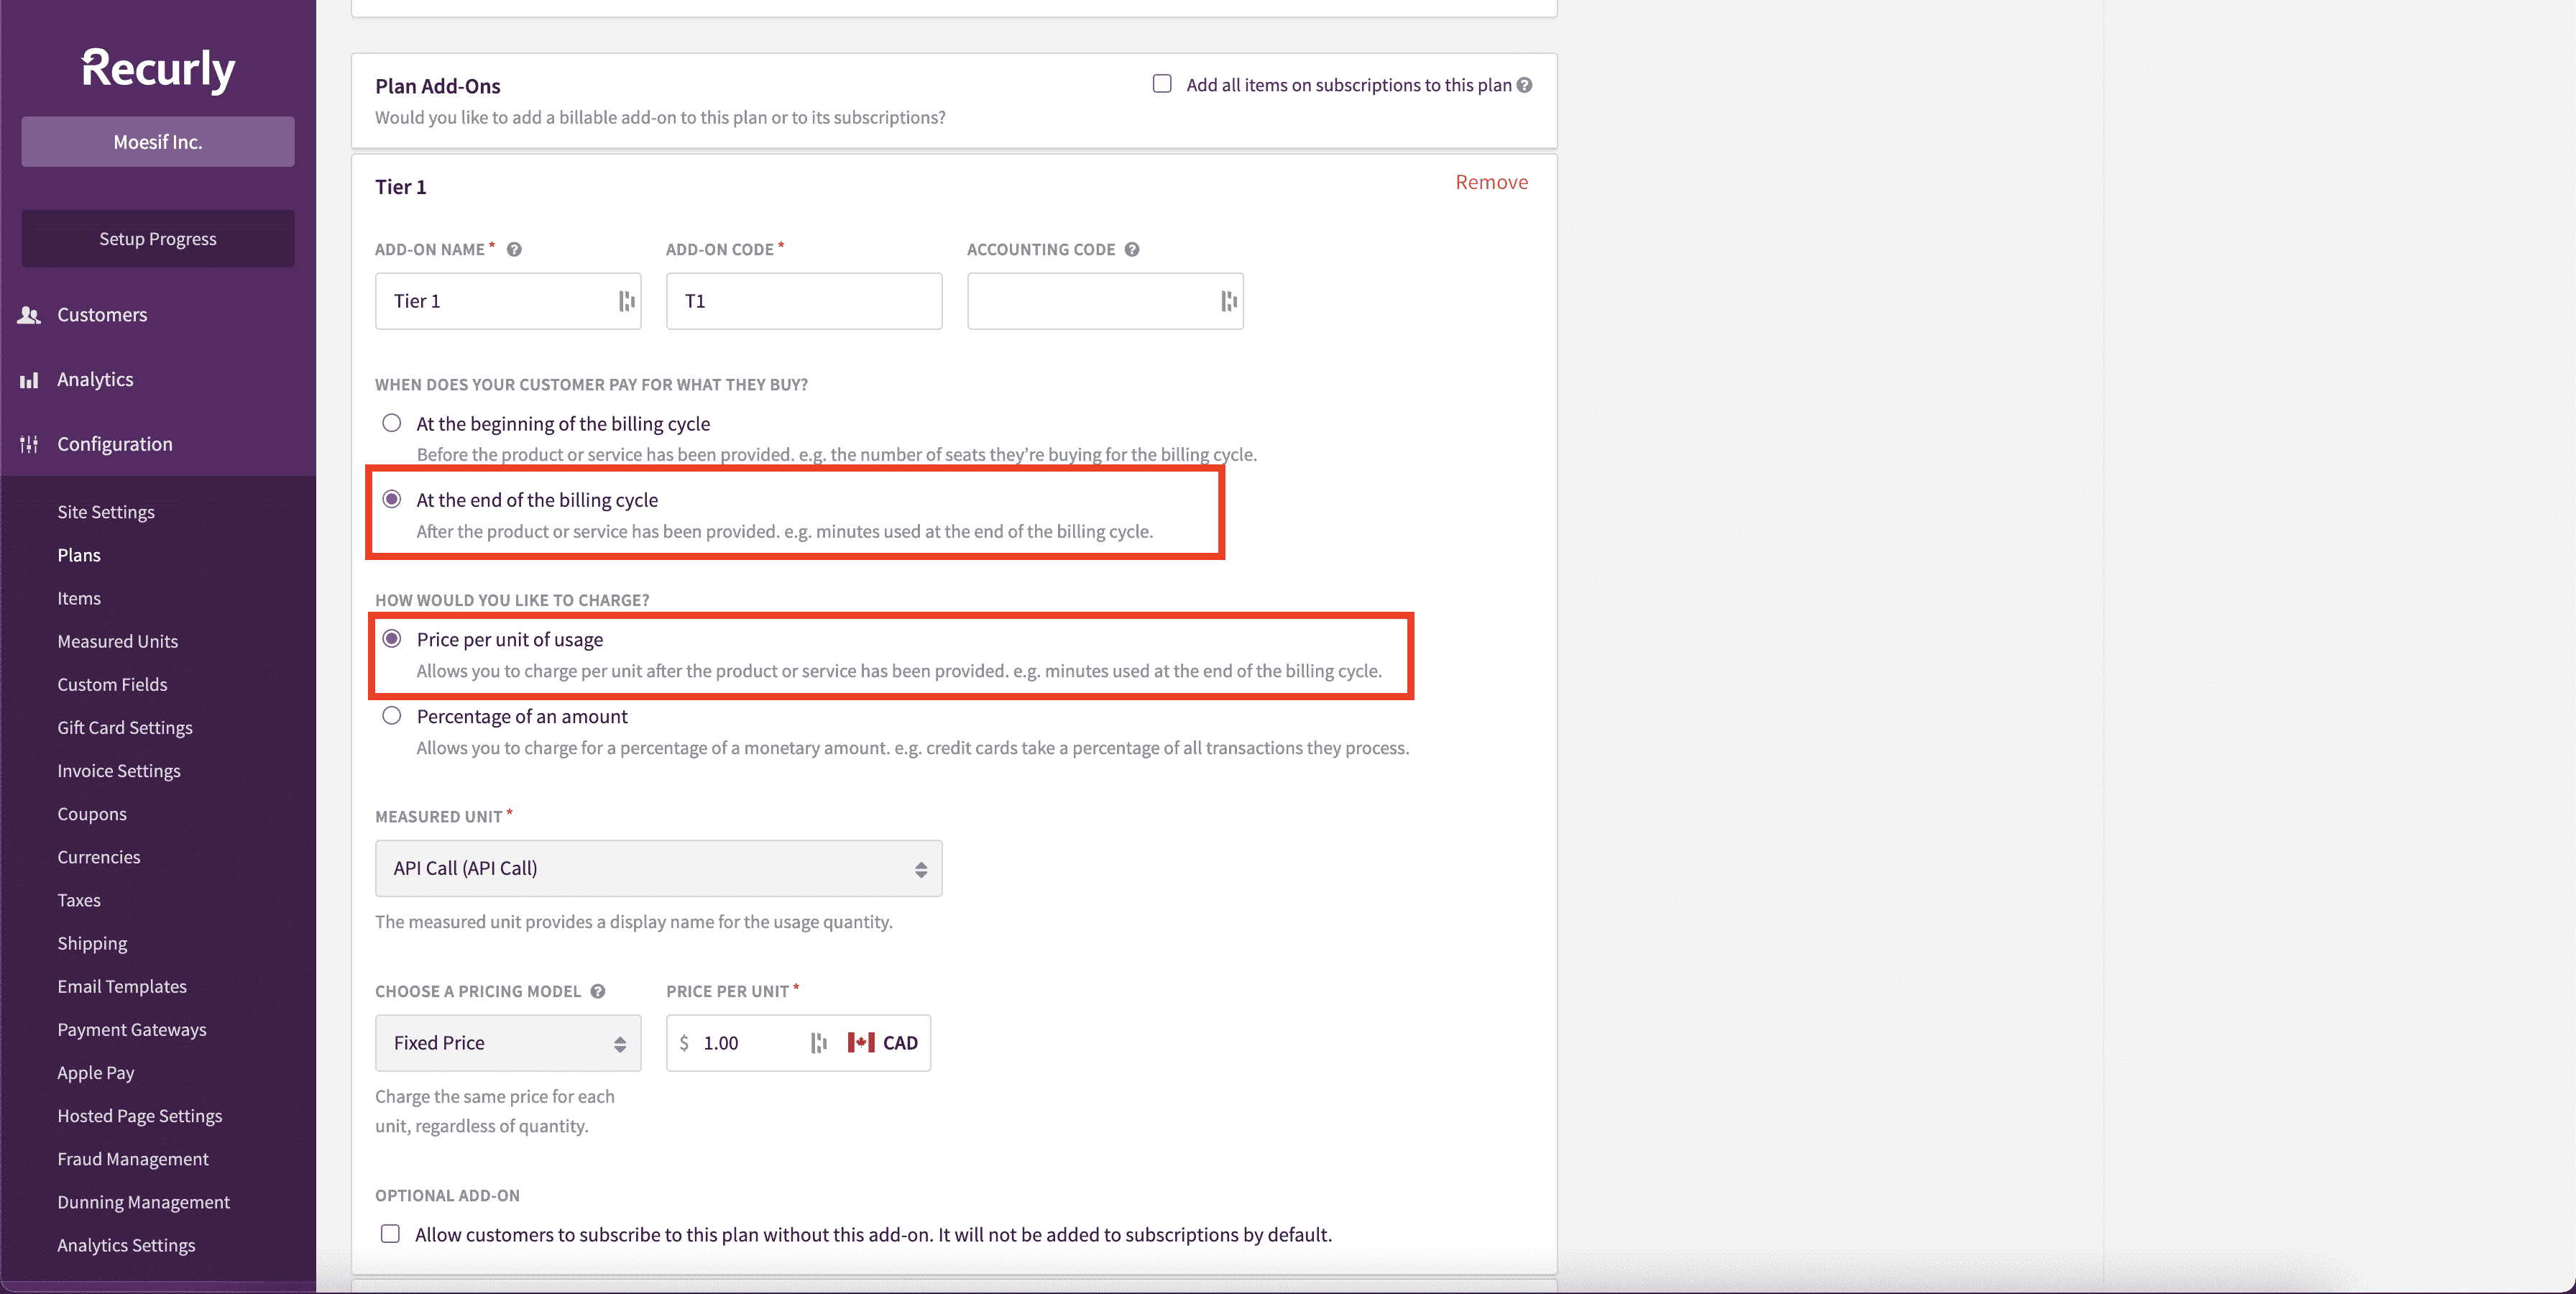 Recurly
Moesif Inc.
Setup Progress
Customers
Analytics
Configuration
Site Settings
Plans
Items
Measured Units
Custom Fields
Gift Card Settings
Invoice Settings
Coupons
Currencies
Taxes
Shipping
Email Templates
Payment Gateways
Apple Pay
Hosted Page Settings
Fraud Management
Dunning Management
Analytics Settings
Plan Add-Ons
Add all items on subscriptions to this plan ?
Would you like to add a billable add-on to this plan or to its subscriptions?
Tier 1
Remove
ADD-ON NAME * ?
ADD-ON CODE *
ACCOUNTING CODE ?
Tier 1
T1
WHEN DOES YOUR CUSTOMER PAY FOR WHAT THEY BUY?
At the beginning of the billing cycle
Before the product or service has been provided. e.g. the number of seats they’re buying for the billing cycle.
At the end of the billing cycle
After the product or service has been provided. e.g. minutes used at the end of the billing cycle.
HOW WOULD YOU LIKE TO CHARGE?
Price per unit of usage
Allows you to charge per unit after the product or service has been provided. e.g. minutes used at the end of the billing cycle.
Percentage of an amount
Allows you to charge for a percentage of a monetary amount. e.g. credit cards take a percentage of all transactions they process.
MEASURED UNIT *
API Call (API Call)
The measured unit provides a display name for the usage quantity.
CHOOSE A PRICING MODEL ?
PRICE PER UNIT *
Fixed Price
$ 1.00 CAD
Charge the same price for each
unit, regardless of quantity.
OPTIONAL ADD-ON
Allow customers to subscribe to this plan without this add-on. It will not be added to subscriptions by default.